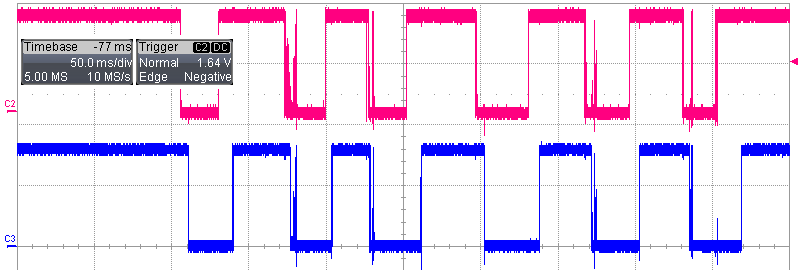 Timebase -77 ms
50.0 ms/div
5.00 MS 10 MS/s
Trigger C2 DC
Normal 1.64 V
Edge Negative
C2
C3